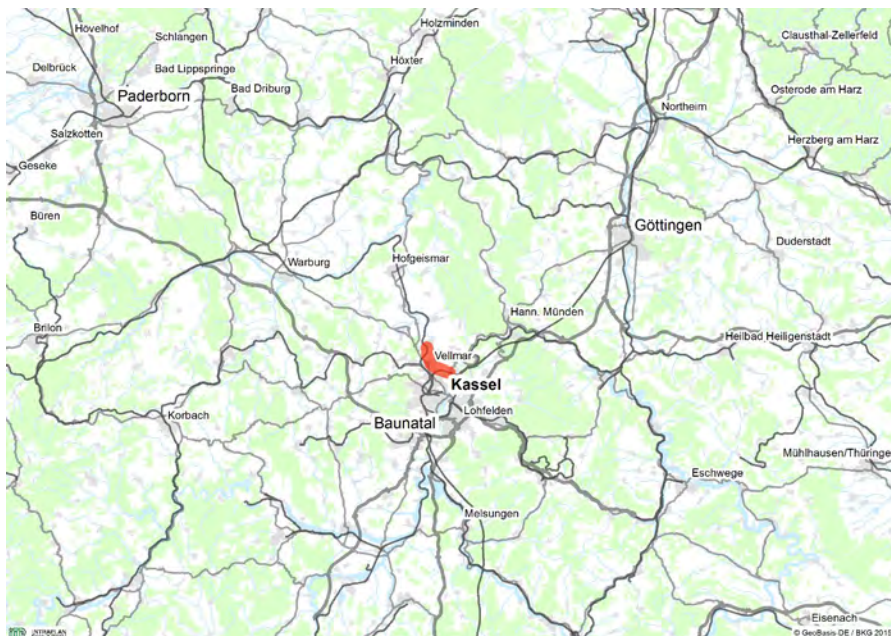 Holzminden
Hövelhof
Schlangen
Clausthal-Zellerfeld
Delbrück
Bad Lippspringe
Höxter
Bad Driburg
Osterode am Harz
Paderborn
Northeim
Salzkotten
Herzberg am Harz
Geseke
Büren
Göttingen
Duderstadt
Warburg
Hofgeismar
Hann. Münden
Brilon
Heilbad Heiligenstadt
Vellmar
Kassel
Korbach
Lohfelden
Baunatal
Mühlhausen/Thüringe
Eschwege
Melsungen
Eisenach
INTRAPLAN
© GeoBasis-DE / BKG 201